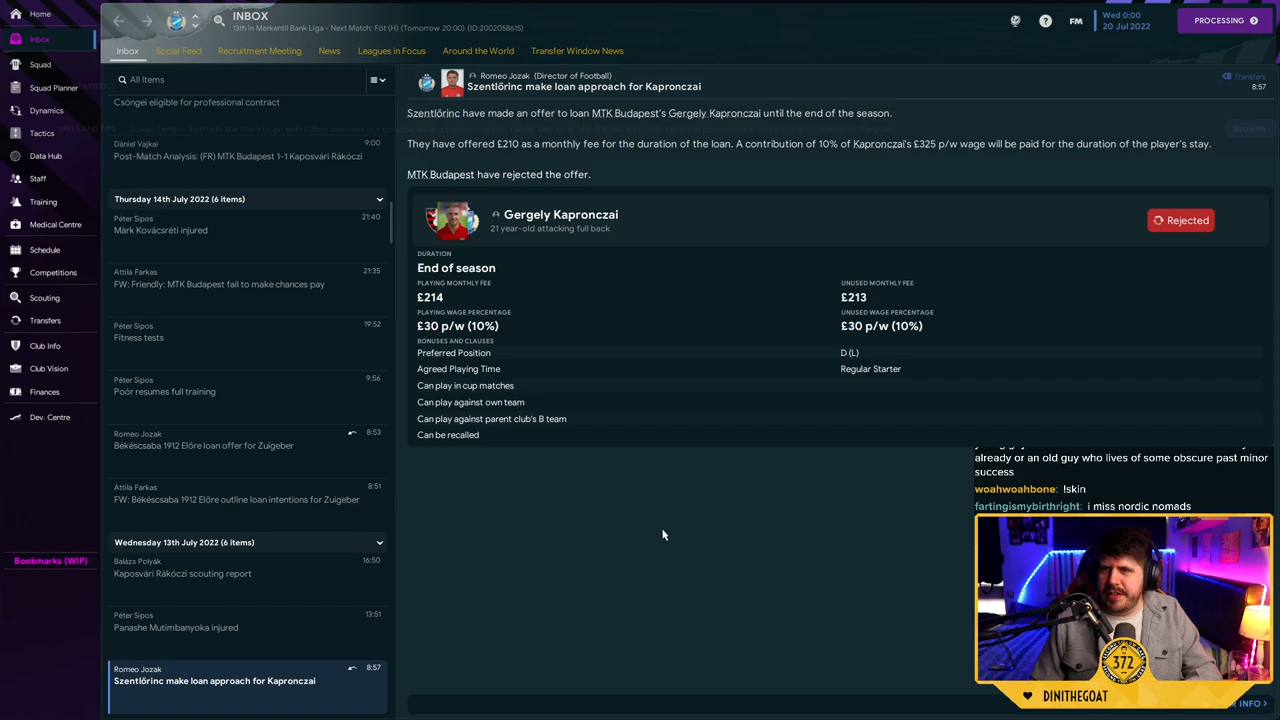 Home
INBOX
13th in Merkantil Bank Liga - Next Match: Fót (H) (Tomorrow 20:00) (ID:2002058615)
FM
Wed 0:00
20 Jul 2022
PROCESSING
Inbox
Inbox
Social Feed
Recruitment Meeting
News
Leagues in Focus
Around the World
Transfer Window News
Squad
Squad Planner
Dynamics
Tactics
Data Hub
Staff
Training
Medical Centre
Schedule
Competitions
Scouting
Transfers
Club Info
Club Vision
Finances
Dev. Centre
Bookmarks (WIP)
All Items
Csöngei eligible for professional contract
Dániel Vajkai
9:00
Post-Match Analysis: (FR) MTK Budapest 1-1 Kaposvári Rákóczi
Thursday 14th July 2022 (6 items)
Péter Sipos
21:40
Márk Kovácsréti injured
Attila Farkas
21:35
FW: Friendly: MTK Budapest fail to make chances pay
Péter Sipos
19:52
Fitness tests
Péter Sipos
9:56
Poór resumes full training
Romeo Jozak
8:53
Békéscsaba 1912 Előre loan offer for Zuigeber
Attila Farkas
8:51
FW: Békéscsaba 1912 Előre outline loan intentions for Zuigeber
Wednesday 13th July 2022 (6 items)
Balázs Polyák
16:50
Kaposvári Rákóczi scouting report
Péter Sipos
13:51
Panashe Mutimbanyoka injured
Romeo Jozak
8:57
Szentlőrinc make loan approach for Kapronczai
Romeo Jozak (Director of Football)
Szentlőrinc make loan approach for Kapronczai
Transfers
8:57
Szentlőrinc have made an offer to loan MTK Budapest's Gergely Kapronczai until the end of the season.
Browse
They have offered £210 as a monthly fee for the duration of the loan. A contribution of 10% of Kapronczai's £325 p/w wage will be paid for the duration of the player's stay.
MTK Budapest have rejected the offer.
Gergely Kapronczai
21 year-old attacking full back
Rejected
DURATION
End of season
PLAYING MONTHLY FEE
UNUSED MONTHLY FEE
£214
£213
PLAYING WAGE PERCENTAGE
UNUSED WAGE PERCENTAGE
£30 p/w (10%)
£30 p/w (10%)
BONUSES AND CLAUSES
Preferred Position
D (L)
Agreed Playing Time
Regular Starter
Can play in cup matches
Can play against own team
Can play against parent club's B team
Can be recalled
already or an old guy who lives of some obscure past minor
success
woahwoahbone: !skin
fartingismybirthright: i miss nordic nomads
372
DINITHEGOAT
INFO